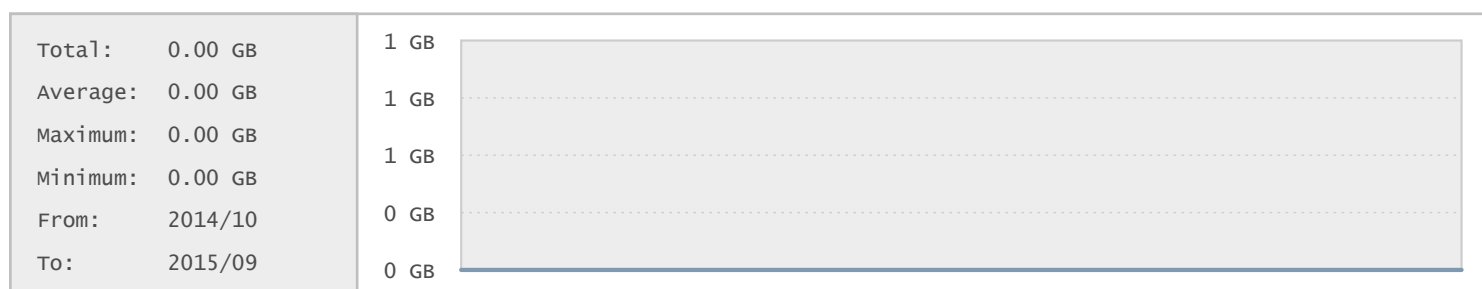 Total: 0.00 GB
Average: 0.00 GB
Maximum: 0.00 GB
Minimum: 0.00 GB
From: 2014/10
To: 2015/09
1 GB
1 GB
1 GB
0 GB
0 GB